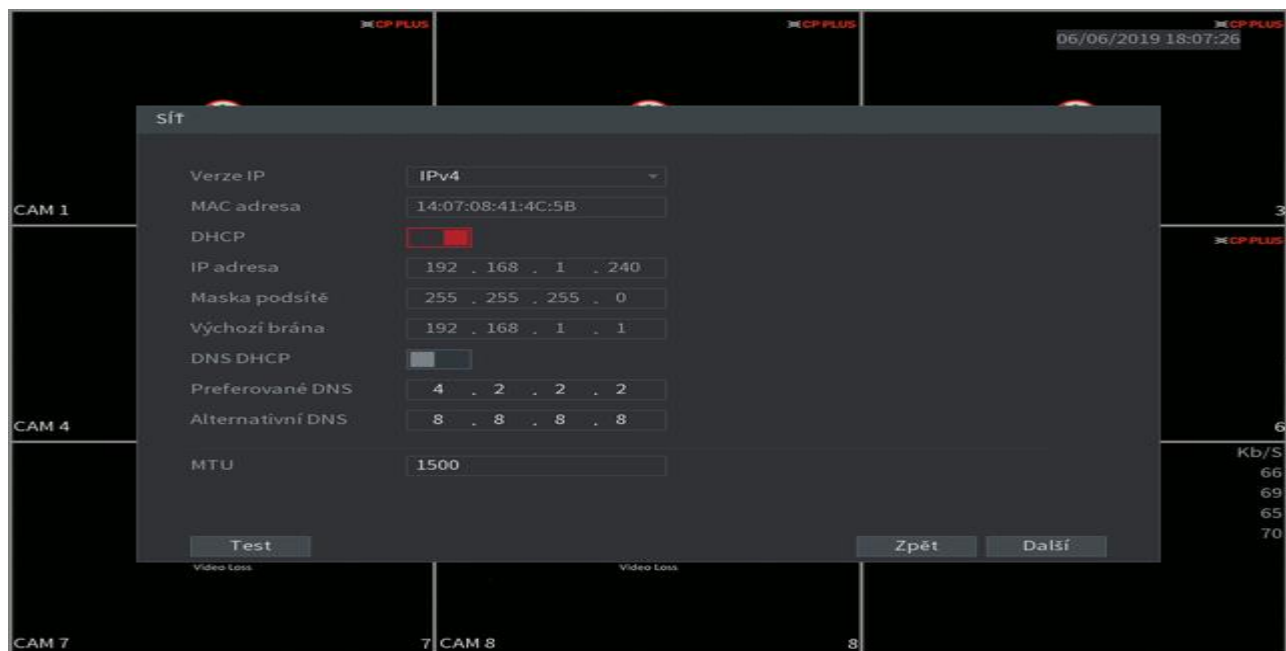 CP PLUS
CP PLUS
CP PLUS
06/06/2019 18:07:26
SÍŤ
Verze IP IPv4
MAC adresa 14:07:08:41:4C:5B
CAM 1
3
DHCP
CP PLUS
IP adresa 192 . 168 . 1 . 240
Maska podsítě 255 . 255 . 255 . 0
Výchozí brána 192 . 168 . 1 . 1
DNS DHCP
Preferované DNS 4 . 2 . 2 . 2
Alternativní DNS 8 . 8 . 8 . 8
CAM 4
6
Kb/S
MTU 1500
66
69
65
70
Test Zpět Další
Video Loss
Video Loss
CAM 7
7
CAM 8
8